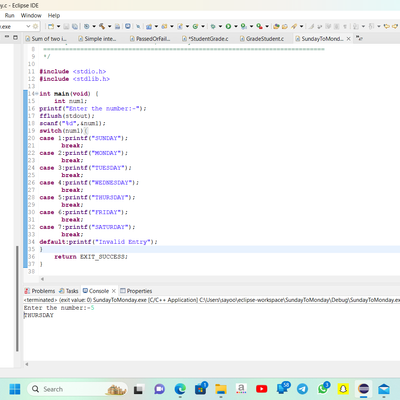 y.c - Eclipse IDE
Run Window Help
y.exe
Sum of two i...
Simple inte...
PassedOrFail...
*StudentGrade.c
GradeStudent.c
SundayToMond...
8
9 */
10
11 #include <stdio.h>
12 #include <stdlib.h>
13
14 int main(void) {
15 int num1;
16 printf("Enter the number:-");
17 fflush(stdout);
18 scanf("%d",&num1);
19 switch(num1){
20 case 1:printf("SUNDAY");
21 break;
22 case 2:printf("MONDAY");
23 break;
24 case 3:printf("TUESDAY");
25 break;
26 case 4:printf("WEDNESDAY");
27 break;
28 case 5:printf("THURSDAY");
29 break;
30 case 6:printf("FRIDAY");
31 break;
32 case 7:printf("SATURDAY");
33 break;
34 default:printf("Invalid Entry");
35 }
36 return EXIT_SUCCESS;
37 }
38
Problems Tasks Console Properties
<terminated> (exit value: 0) SundayToMonday.exe [C/C++ Application] C:\Users\aayoo\eclipse-workspace\SundayToMonday\Debug\SundayToMonday.exe
Enter the number:-5
THURSDAY
Search